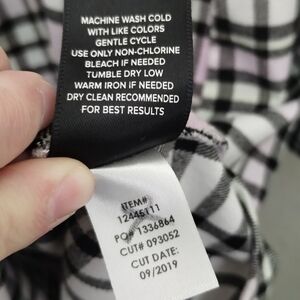 MACHINE WASH COLD
WITH LIKE COLORS
GENTLE CYCLE
USE ONLY NON-CHLORINE
BLEACH IF NEEDED
TUMBLE DRY LOW
WARM IRON IF NEEDED
DRY CLEAN RECOMMENDED
FOR BEST RESULTS
ITEM#
12445111
PO# 1336864
CUT# 093052
CUT DATE:
09/2019